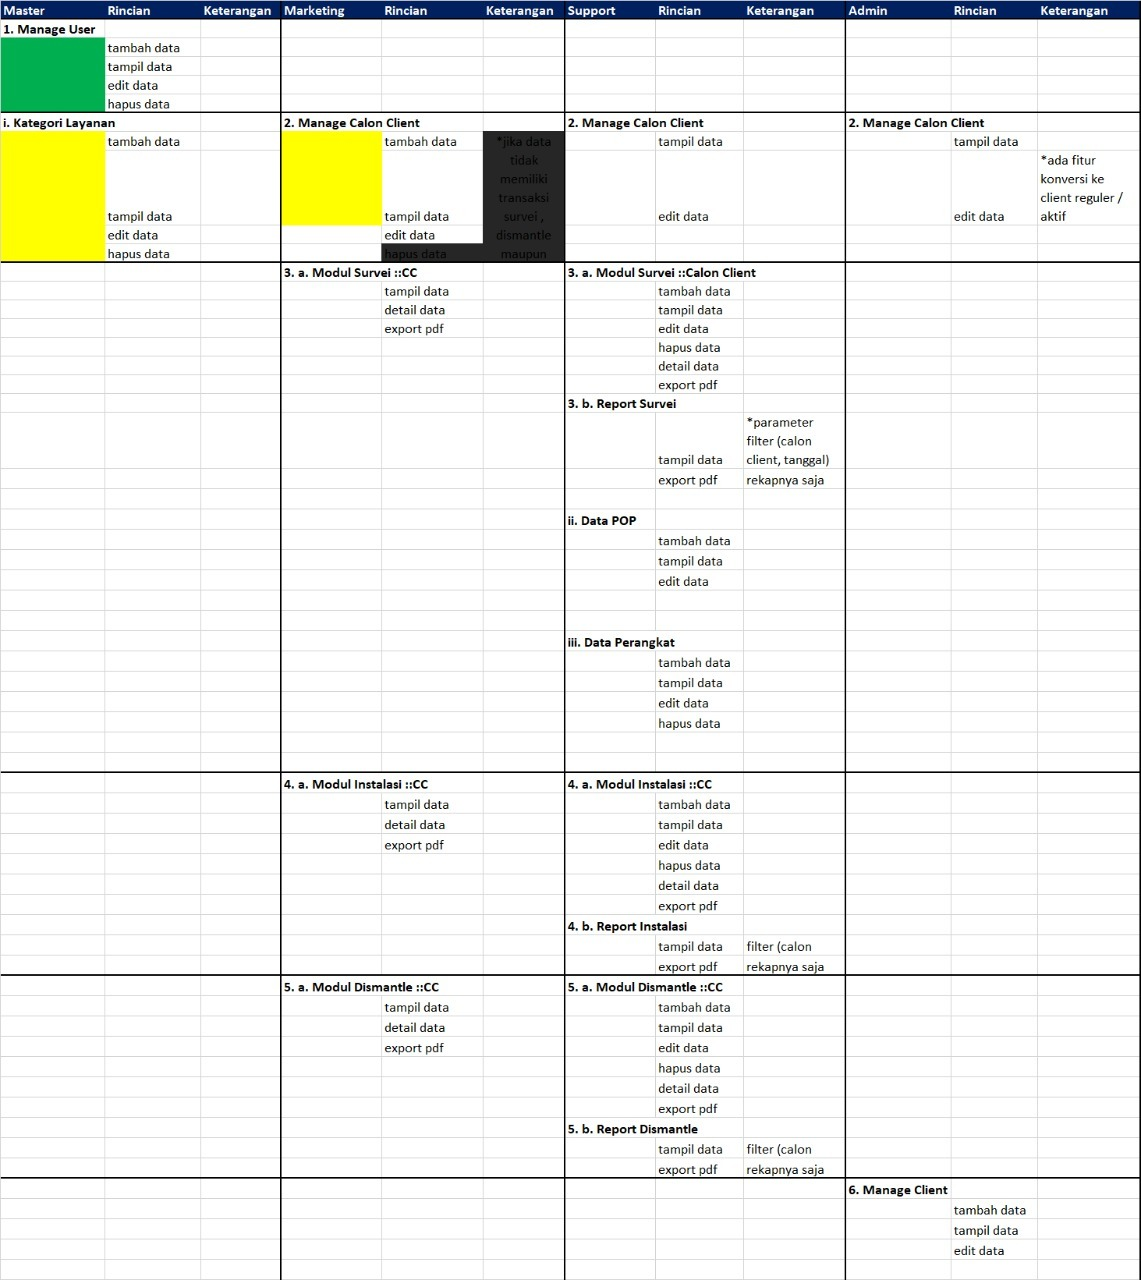 Master Rincian Keterangan Marketing Rincian Keterangan Support Rincian Keterangan Admin Rincian Keterangan
1. Manage User
tambah data
tampil data
edit data
hapus data
i. Kategori Layanan 2. Manage Calon Client 2. Manage Calon Client 2. Manage Calon Client
tambah data tambah data *jika data tampil data tampil data
tidak *ada fitur
memiliki konversi ke
transaksi client reguler /
tampil data tampil data survei , edit data edit data aktif
edit data edit data dismantle
hapus data hapus data maupun
3. a. Modul Survei ::CC 3. a. Modul Survei ::Calon Client
tampil data tambah data
detail data tampil data
export pdf edit data
hapus data
detail data
export pdf
3. b. Report Survei
*parameter
filter (calon
tampil data client, tanggal)
export pdf rekapnya saja
ii. Data POP
tambah data
tampil data
edit data
iii. Data Perangkat
tambah data
tampil data
edit data
hapus data
4. a. Modul Instalasi ::CC 4. a. Modul Instalasi ::CC
tampil data tambah data
detail data tampil data
export pdf edit data
hapus data
detail data
export pdf
4. b. Report Instalasi
tampil data filter (calon
export pdf rekapnya saja
5. a. Modul Dismantle ::CC 5. a. Modul Dismantle ::CC
tampil data tambah data
detail data tampil data
export pdf edit data
hapus data
detail data
export pdf
5. b. Report Dismantle
tampil data filter (calon
export pdf rekapnya saja
6. Manage Client
tambah data
tampil data
edit data